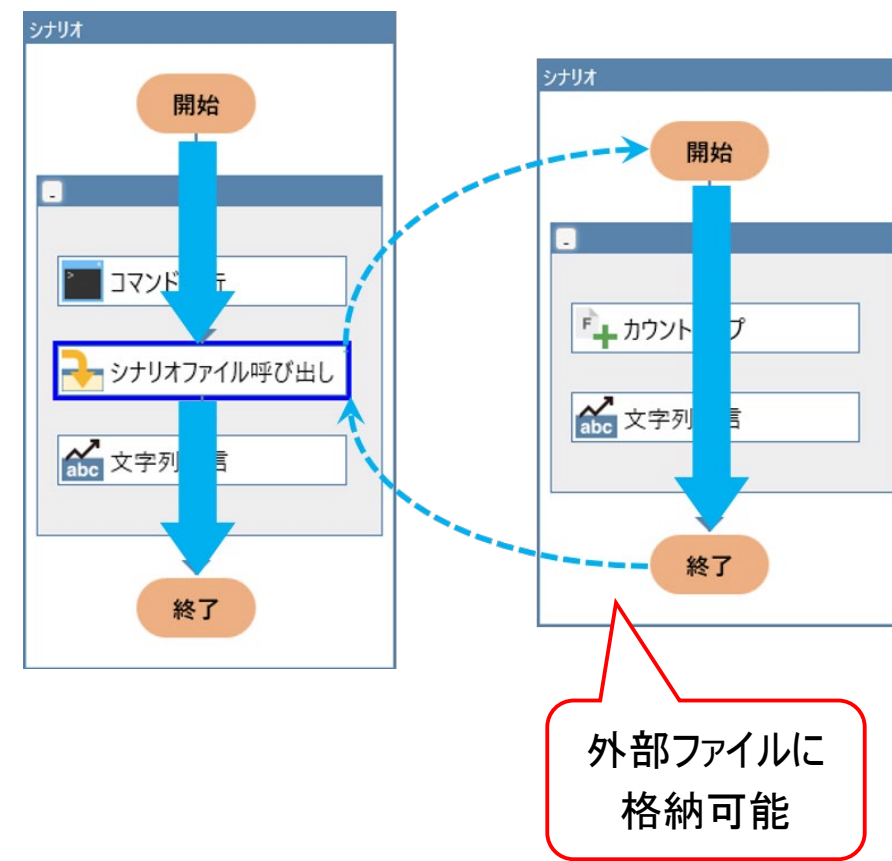 シナリオ
開始
-
コマンド
シナリオファイル呼び出し
abc 文字列
終了
シナリオ
開始
-
F カウント
abc 文字列
終了
外部ファイルに
格納可能